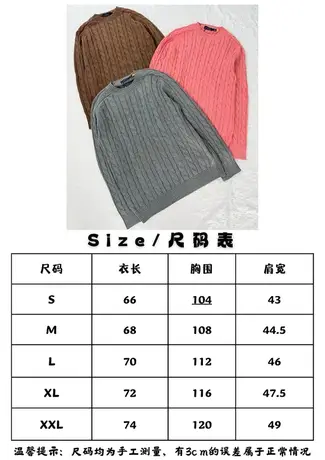 Size/尺码表
尺码 衣长 胸围 肩宽
S 66 104 43
M 68 108 44.5
L 70 112 46
XL 72 116 47.5
XXL 74 120 49
温馨提示：尺码均为手工测量，有3cm的误差属于正常情况